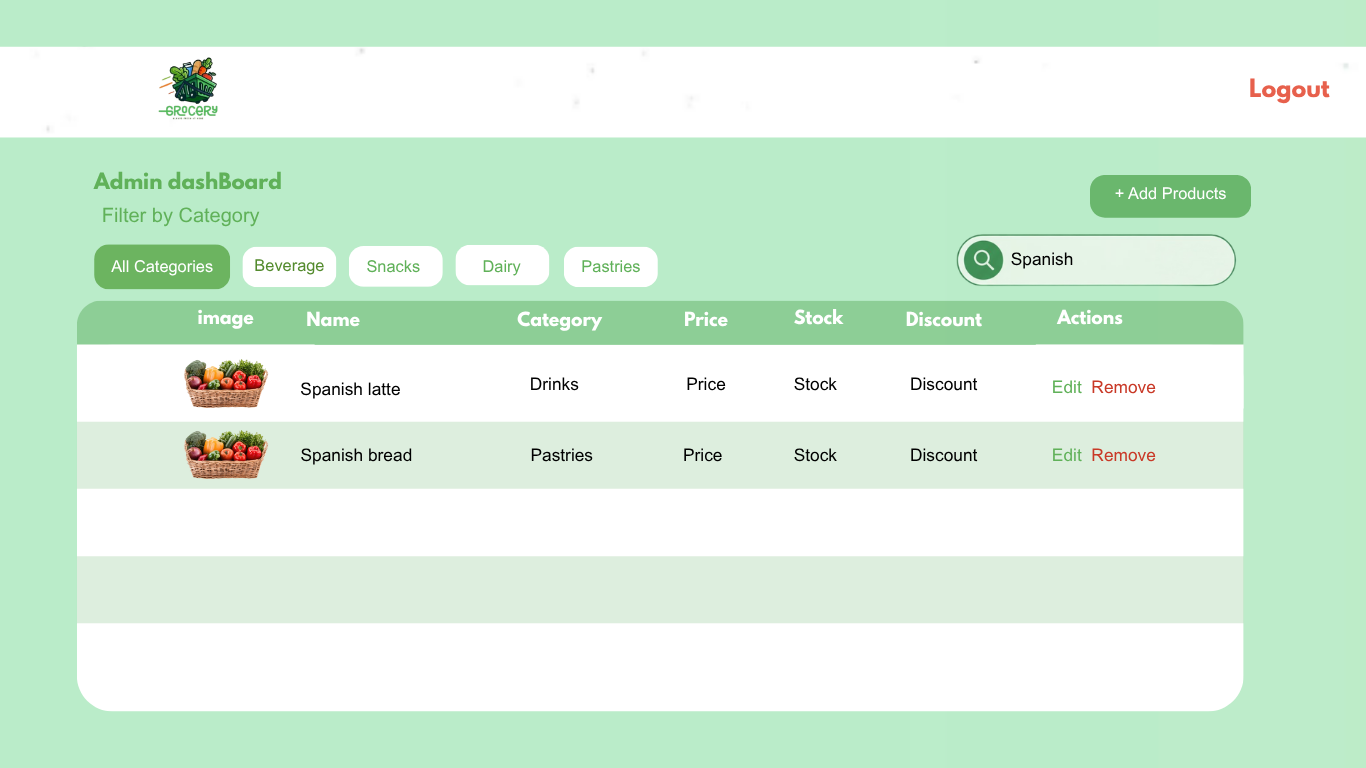 GROCERY
Logout
Admin dashBoard
Filter by Category
+ Add Products
All Categories Beverage Snacks Dairy Pastries
Spanish
image Name Category Price Stock Discount Actions
Spanish latte Drinks Price Stock Discount Edit Remove
Spanish bread Pastries Price Stock Discount Edit Remove